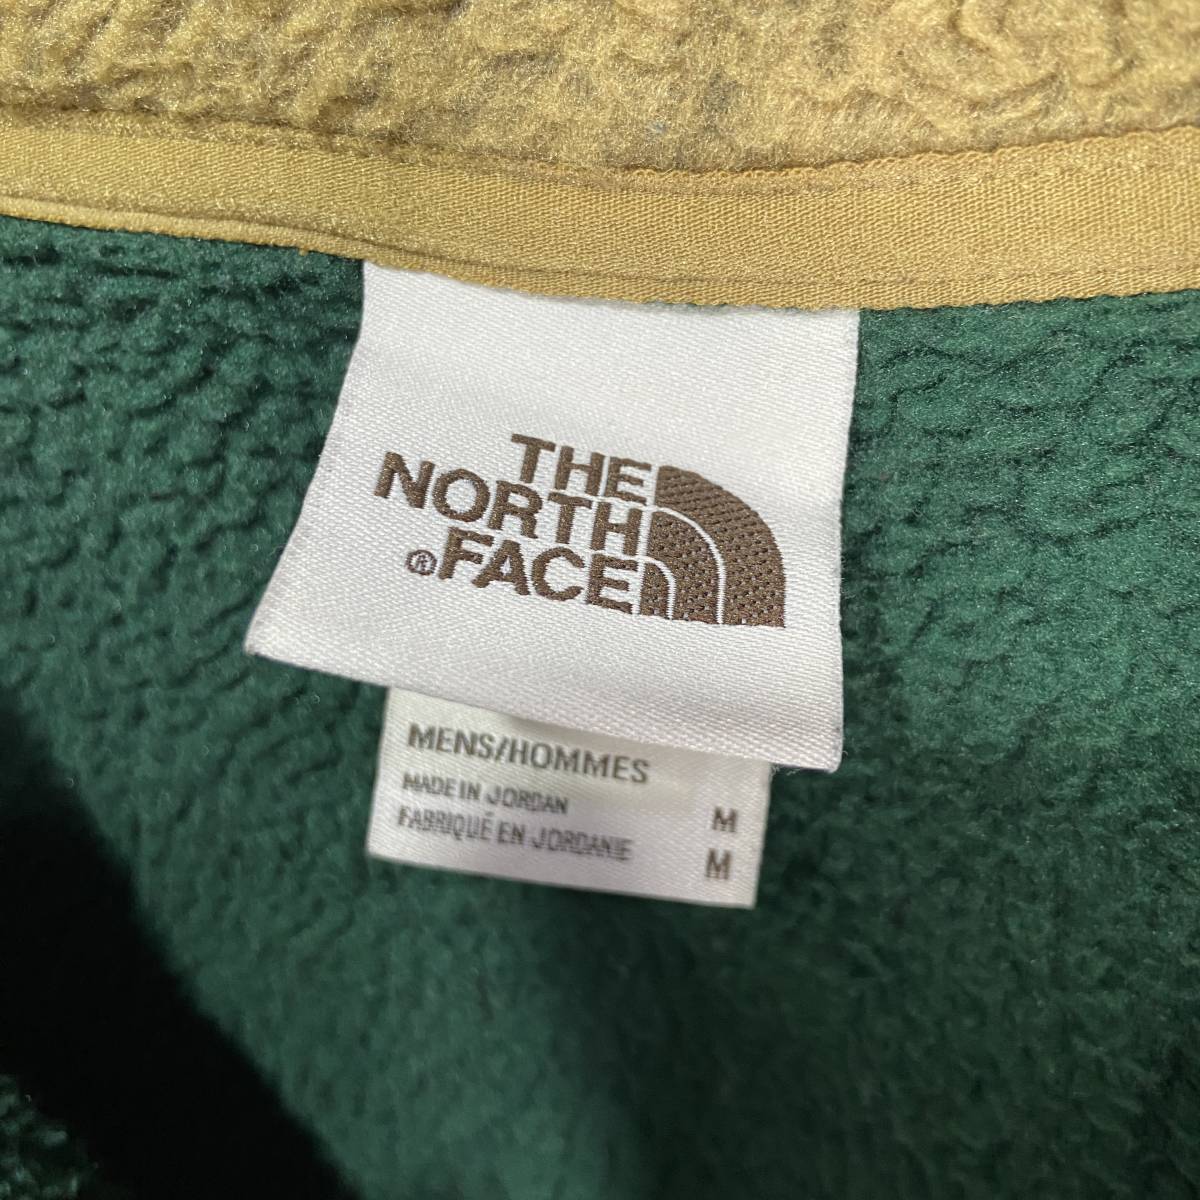 THE
NORTH
®FACE
MENS/HOMMES
MADE IN JORDAN M
FABRIQUÉ EN JORDANIE M